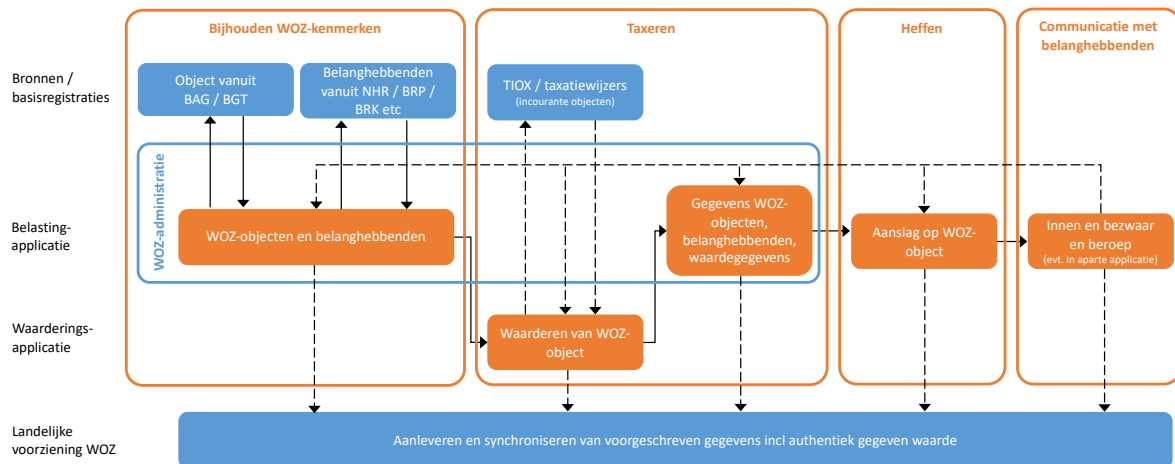 Bijhouden WOZ-kenmerken
Taxeren
Heffen
Communicatie met
belanghebbenden
Bronnen /
basisregistraties
Object vanuit
BAG / BGT
Belanghebbenden
vanuit NHR / BRP /
BRK etc
TIOX / taxatiewijzers
(incourante objecten)
WOZ-administratie
Belasting-
applicatie
WOZ-objecten en belanghebbenden
Gegevens WOZ-
objecten,
belanghebbenden,
waardegegevens
Aanslag op WOZ-
object
Innen en bezwaar
en beroep
(evt. in aparte applicatie)
Waarderings-
applicatie
Waarderen van WOZ-
object
Landelijke
voorziening WOZ
Aanleveren en synchroniseren van voorgeschreven gegevens incl authentiek gegeven waarde